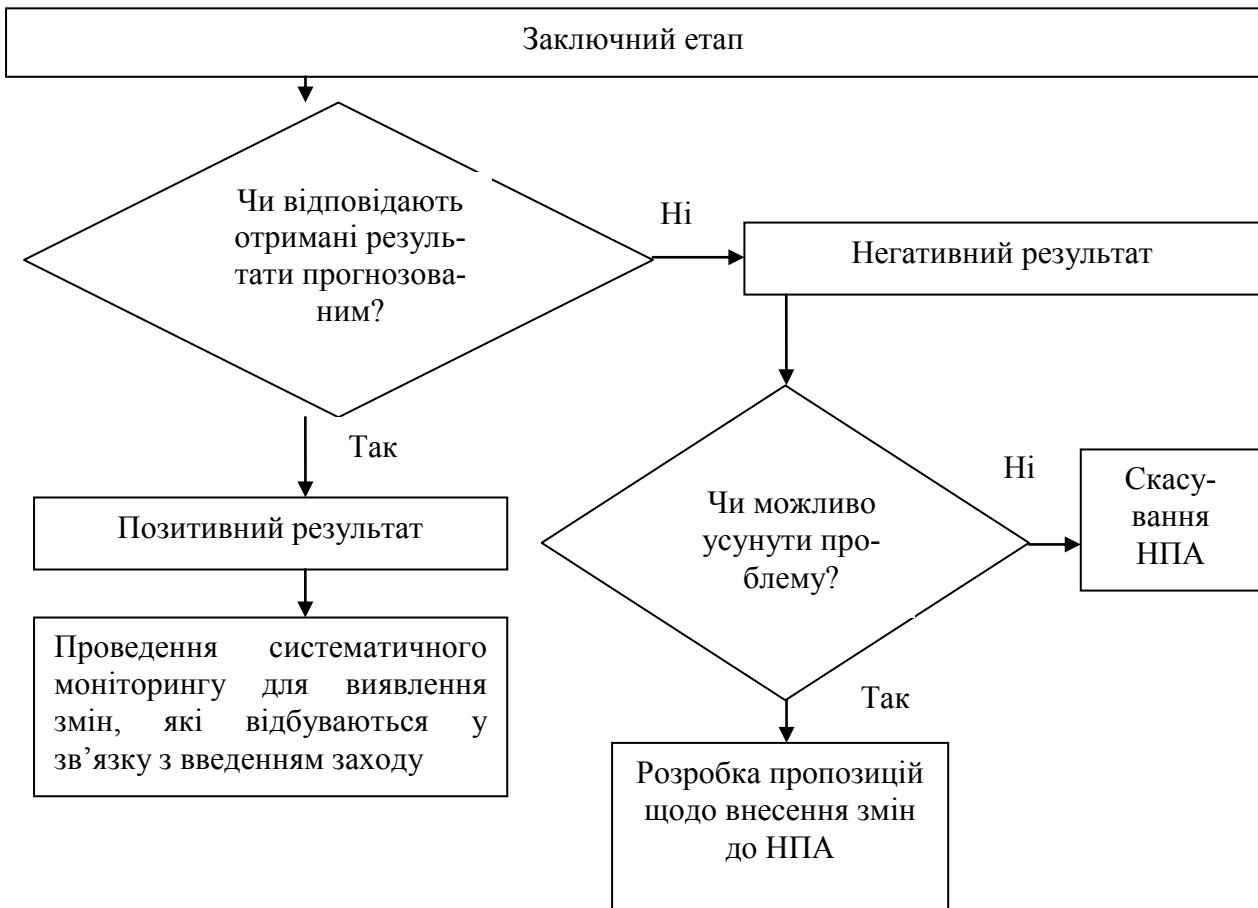 Заключний етап
Чи відповідають
отримані резуль-
тати прогнозова-
ним?
Ні
Негативний результат
Так
Позитивний результат
Проведення систематичного
моніторингу для виявлення
змін, які відбуваються у
зв’язку з введенням заходу
Чи можливо
усунути про-
блему?
Ні
Скасу-
вання
НПА
Так
Розробка пропозицій
щодо внесення змін
до НПА